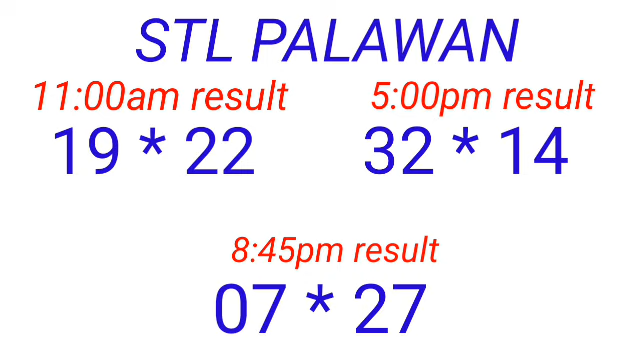 STL PALAWAN
11:00am result
19 * 22
5:00pm result
32 * 14
8:45pm result
07 * 27